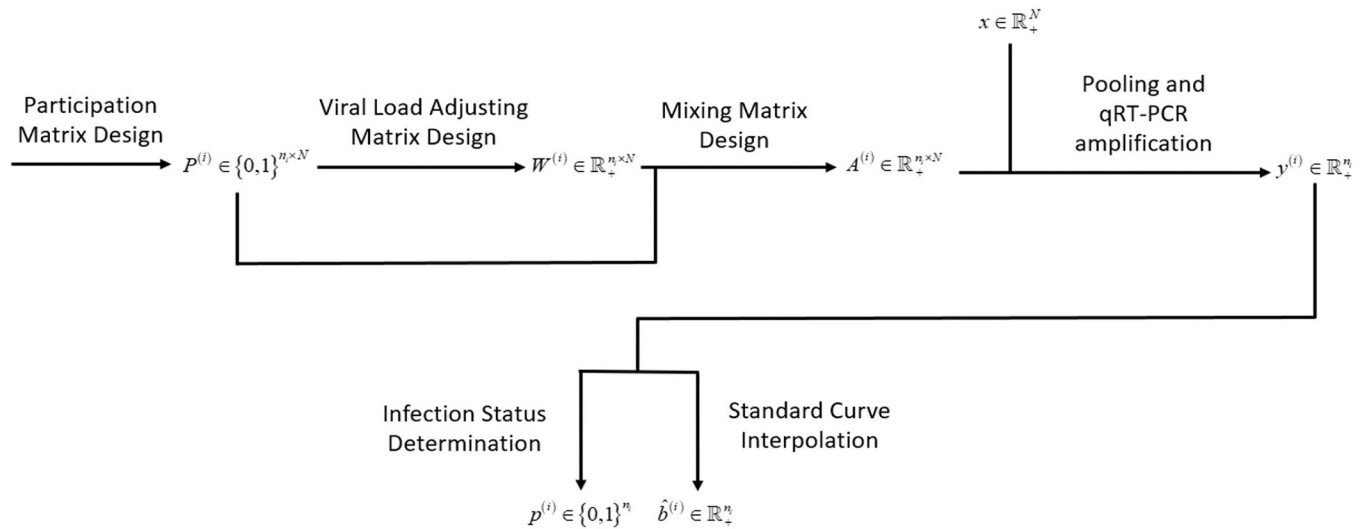 x ∈ ℝ₊ᴺ
Participation
Matrix Design
Viral Load Adjusting
Matrix Design
Mixing Matrix
Design
Pooling and
qRT-PCR
amplification
P⁽ⁱ⁾ ∈ {0,1}^{nᵢ×N}
W⁽ⁱ⁾ ∈ ℝ₊^{nᵢ×N}
A⁽ⁱ⁾ ∈ ℝ₊^{nᵢ×N}
y⁽ⁱ⁾ ∈ ℝ₊^{nᵢ}
Infection Status
Determination
Standard Curve
Interpolation
p⁽ⁱ⁾ ∈ {0,1}^{nᵢ}
b̂⁽ⁱ⁾ ∈ ℝ₊^{nᵢ}